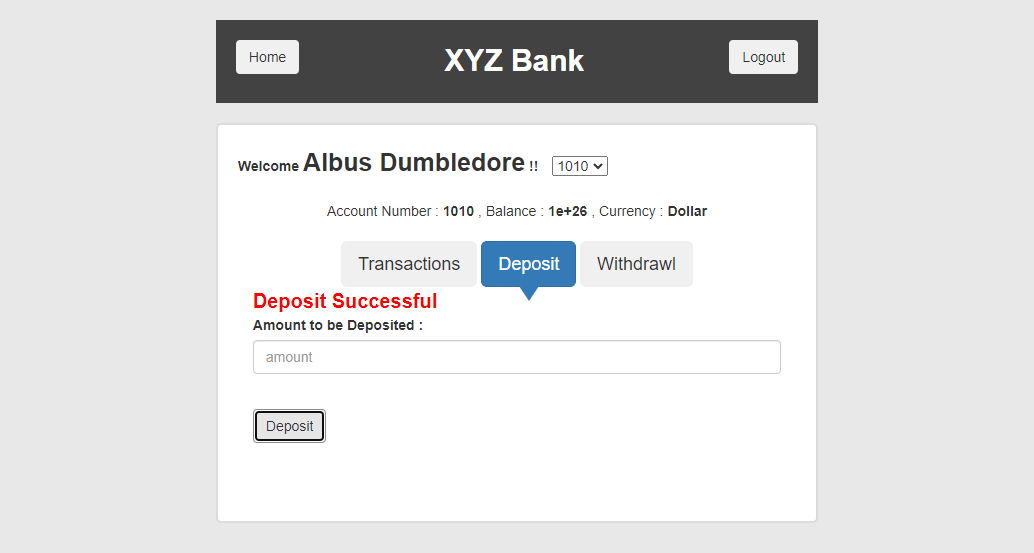 Home XYZ Bank Logout
Welcome Albus Dumbledore !! 1010
Account Number : 1010 , Balance : 1e+26 , Currency : Dollar
Transactions Deposit Withdrawl
Deposit Successful
Amount to be Deposited :
amount
Deposit